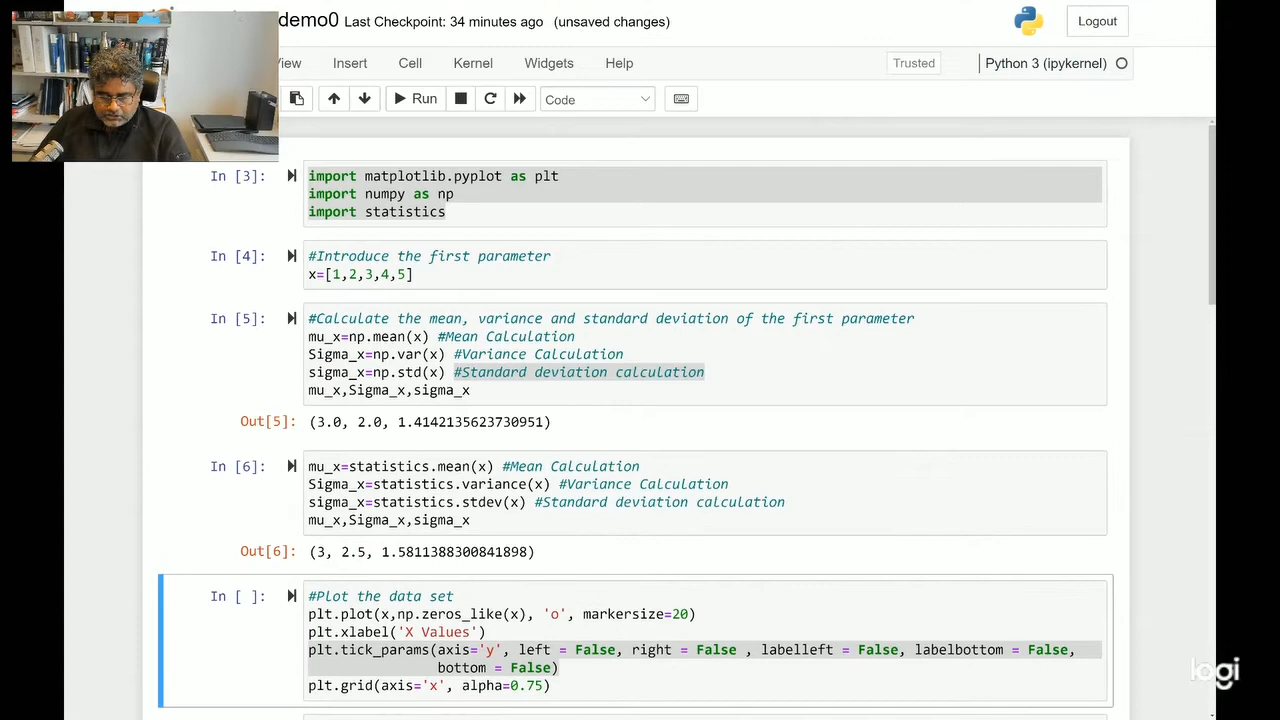 demo0 Last Checkpoint: 34 minutes ago (unsaved changes)
Logout
View Insert Cell Kernel Widgets Help
Trusted
Python 3 (ipykernel)
Run
Code
In [3]:
import matplotlib.pyplot as plt
import numpy as np
import statistics
In [4]:
#Introduce the first parameter
x=[1,2,3,4,5]
In [5]:
#Calculate the mean, variance and standard deviation of the first parameter
mu_x=np.mean(x) #Mean Calculation
Sigma_x=np.var(x) #Variance Calculation
sigma_x=np.std(x) #Standard deviation calculation
mu_x,Sigma_x,sigma_x
Out[5]: (3.0, 2.0, 1.4142135623730951)
In [6]:
mu_x=statistics.mean(x) #Mean Calculation
Sigma_x=statistics.variance(x) #Variance Calculation
sigma_x=statistics.stdev(x) #Standard deviation calculation
mu_x,Sigma_x,sigma_x
Out[6]: (3, 2.5, 1.5811388300841898)
In [ ]:
#Plot the data set
plt.plot(x,np.zeros_like(x), 'o', markersize=20)
plt.xlabel('X Values')
plt.tick_params(axis='y', left = False, right = False , labelleft = False, labelbottom = False,
bottom = False)
plt.grid(axis='x', alpha=0.75)
logi